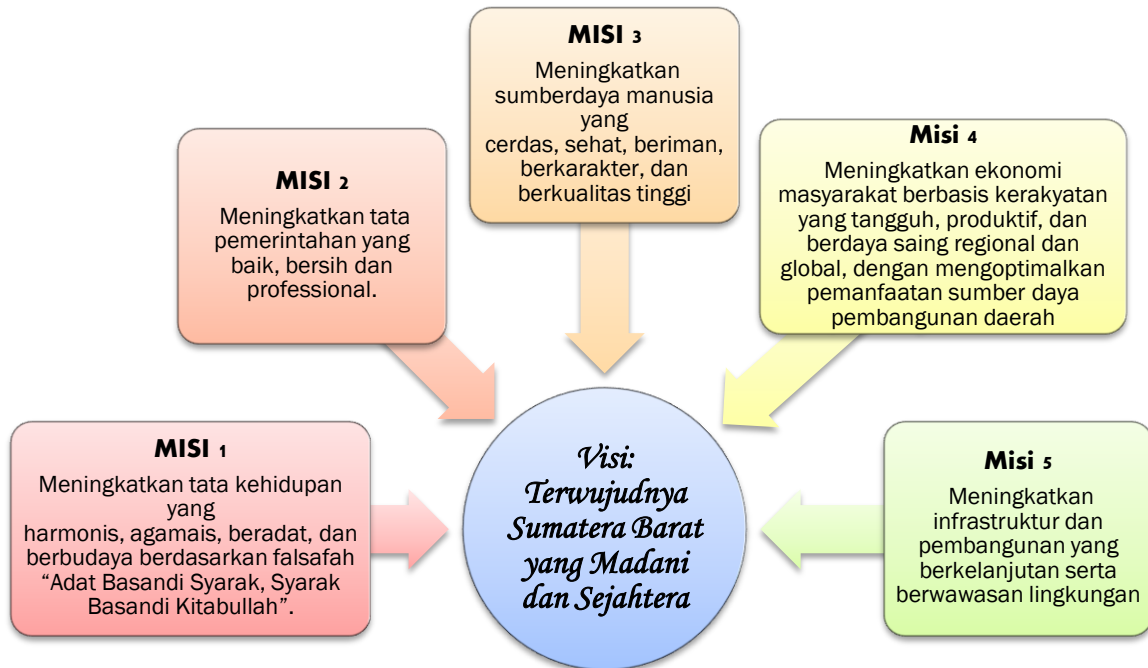 MISI 1
Meningkatkan tata kehidupan
yang
harmonis, agamais, beradat, dan
berbudaya berdasarkan falsafah
“Adat Basandi Syarak, Syarak
Basandi Kitabullah”.
MISI 2
Meningkatkan tata
pemerintahan yang
baik, bersih dan
professional.
MISI 3
Meningkatkan
sumberdaya manusia
yang
cerdas, sehat, beriman,
berkarakter, dan
berkualitas tinggi
Misi 4
Meningkatkan ekonomi
masyarakat berbasis kerakyatan
yang tangguh, produktif, dan
berdaya saing regional dan
global, dengan mengoptimalkan
pemanfaatan sumber daya
pembangunan daerah
Misi 5
Meningkatkan
infrastruktur dan
pembangunan yang
berkelanjutan serta
berwawasan lingkungan
Visi:
Terwujudnya
Sumatera Barat
yang Madani
dan Sejahtera